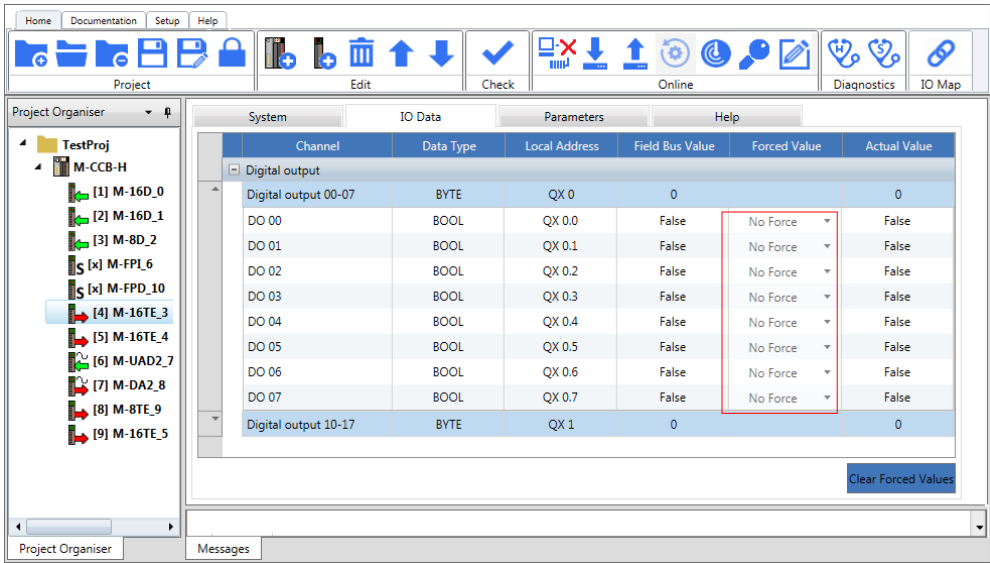 Home Documentation Setup Help
Project Edit Check Online Diagnostics IO Map
H S
Project Organiser
TestProj
M-CCB-H
[1] M-16D_0
[2] M-16D_1
[3] M-8D_2
S [x] M-FPI_6
S [x] M-FPD_10
[4] M-16TE_3
[5] M-16TE_4
[6] M-UAD2_7
[7] M-DA2_8
[8] M-8TE_9
[9] M-16TE_5
System IO Data Parameters Help
Channel Data Type Local Address Field Bus Value Forced Value Actual Value
Digital output
Digital output 00-07 BYTE QX 0 0 0
DO 00 BOOL QX 0.0 False No Force False
DO 01 BOOL QX 0.1 False No Force False
DO 02 BOOL QX 0.2 False No Force False
DO 03 BOOL QX 0.3 False No Force False
DO 04 BOOL QX 0.4 False No Force False
DO 05 BOOL QX 0.5 False No Force False
DO 06 BOOL QX 0.6 False No Force False
DO 07 BOOL QX 0.7 False No Force False
Digital output 10-17 BYTE QX 1 0 0
Clear Forced Values
Project Organiser
Messages